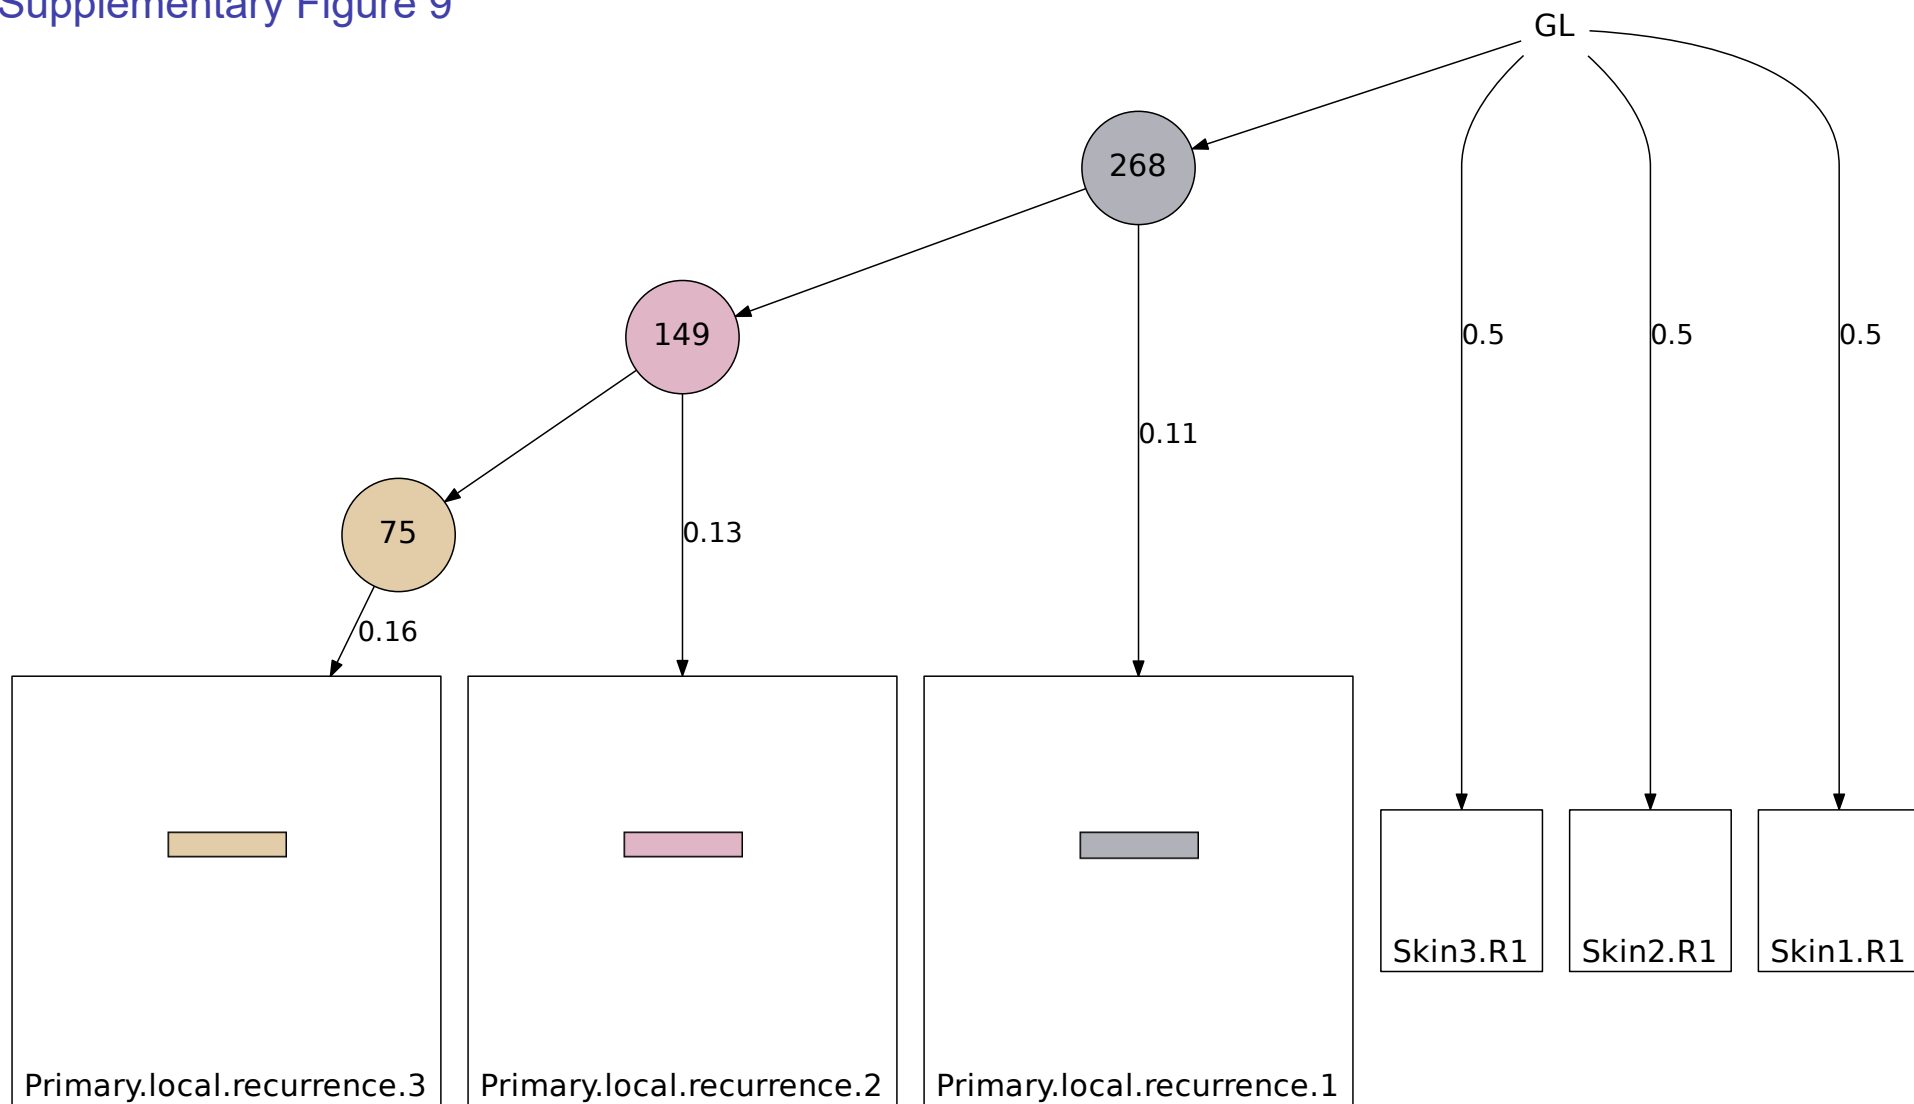 Supplementary Figure 9
GL
268
149
0.5
0.5
0.5
0.11
75
0.13
0.16
Skin3.R1
Skin2.R1
Skin1.R1
Primary.local.recurrence.3
Primary.local.recurrence.2
Primary.local.recurrence.1